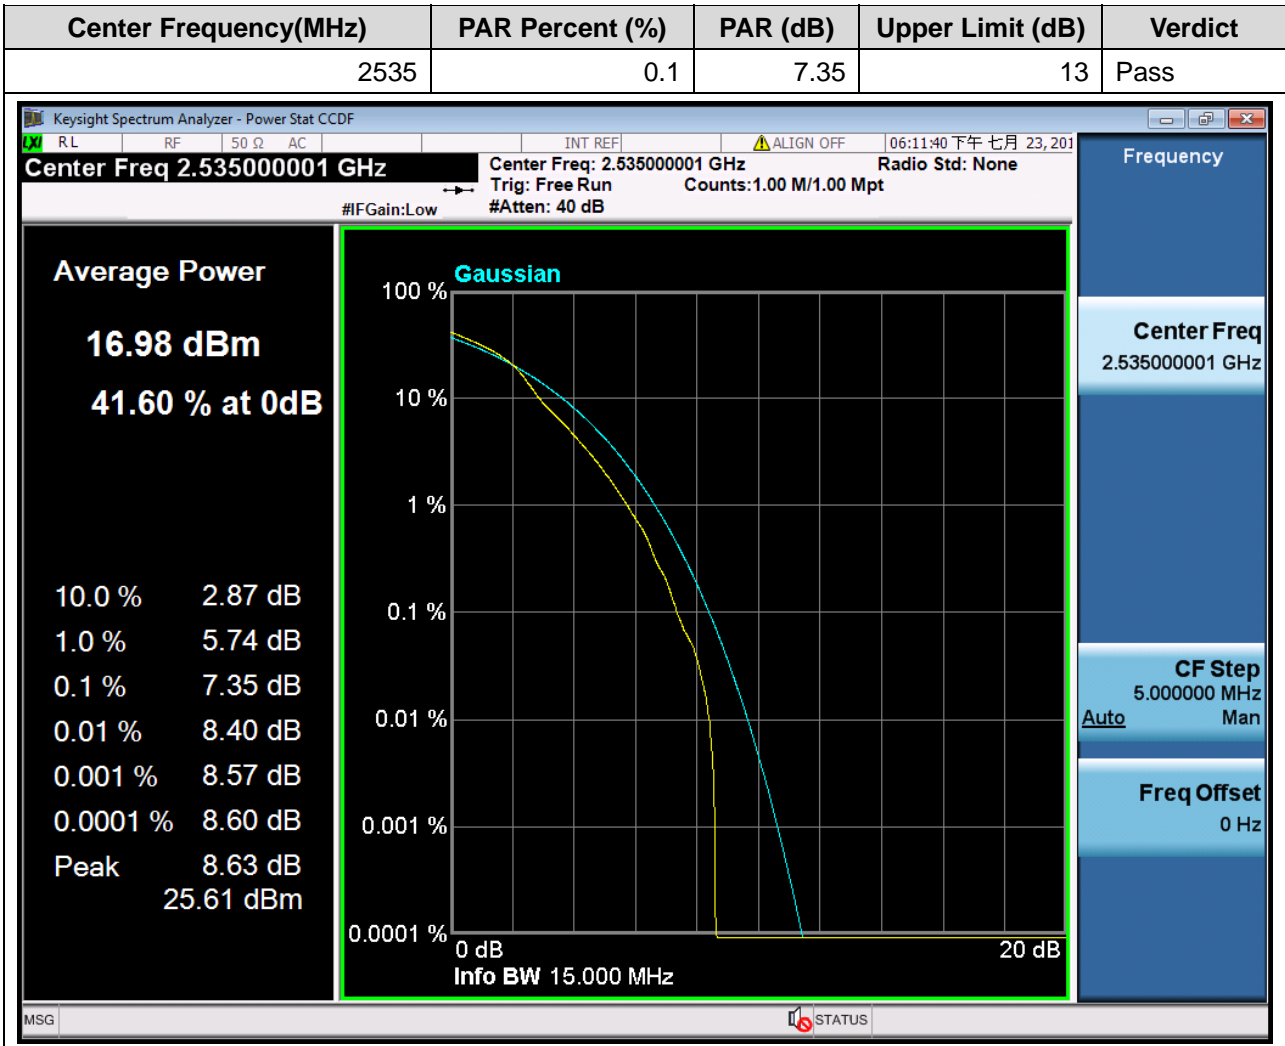 Center Frequency(MHz) PAR Percent (%) PAR (dB) Upper Limit (dB) Verdict
2535 0.1 7.35 13 Pass
Keysight Spectrum Analyzer - Power Stat CCDF
LXI RL RF 50 Ω AC INT REF ALIGN OFF 06:11:40 下午 七月 23, 201
Center Freq 2.535000001 GHz
Center Freq: 2.535000001 GHz Radio Std: None
Trig: Free Run Counts:1.00 M/1.00 Mpt
#IFGain:Low #Atten: 40 dB
Average Power
16.98 dBm
41.60 % at 0dB
10.0 % 2.87 dB
1.0 % 5.74 dB
0.1 % 7.35 dB
0.01 % 8.40 dB
0.001 % 8.57 dB
0.0001 % 8.60 dB
Peak 8.63 dB
25.61 dBm
Gaussian
100 %
10 %
1 %
0.1 %
0.01 %
0.001 %
0.0001 %
0 dB 20 dB
Info BW 15.000 MHz
Frequency
Center Freq
2.535000001 GHz
CF Step
5.000000 MHz
Auto Man
Freq Offset
0 Hz
MSG STATUS